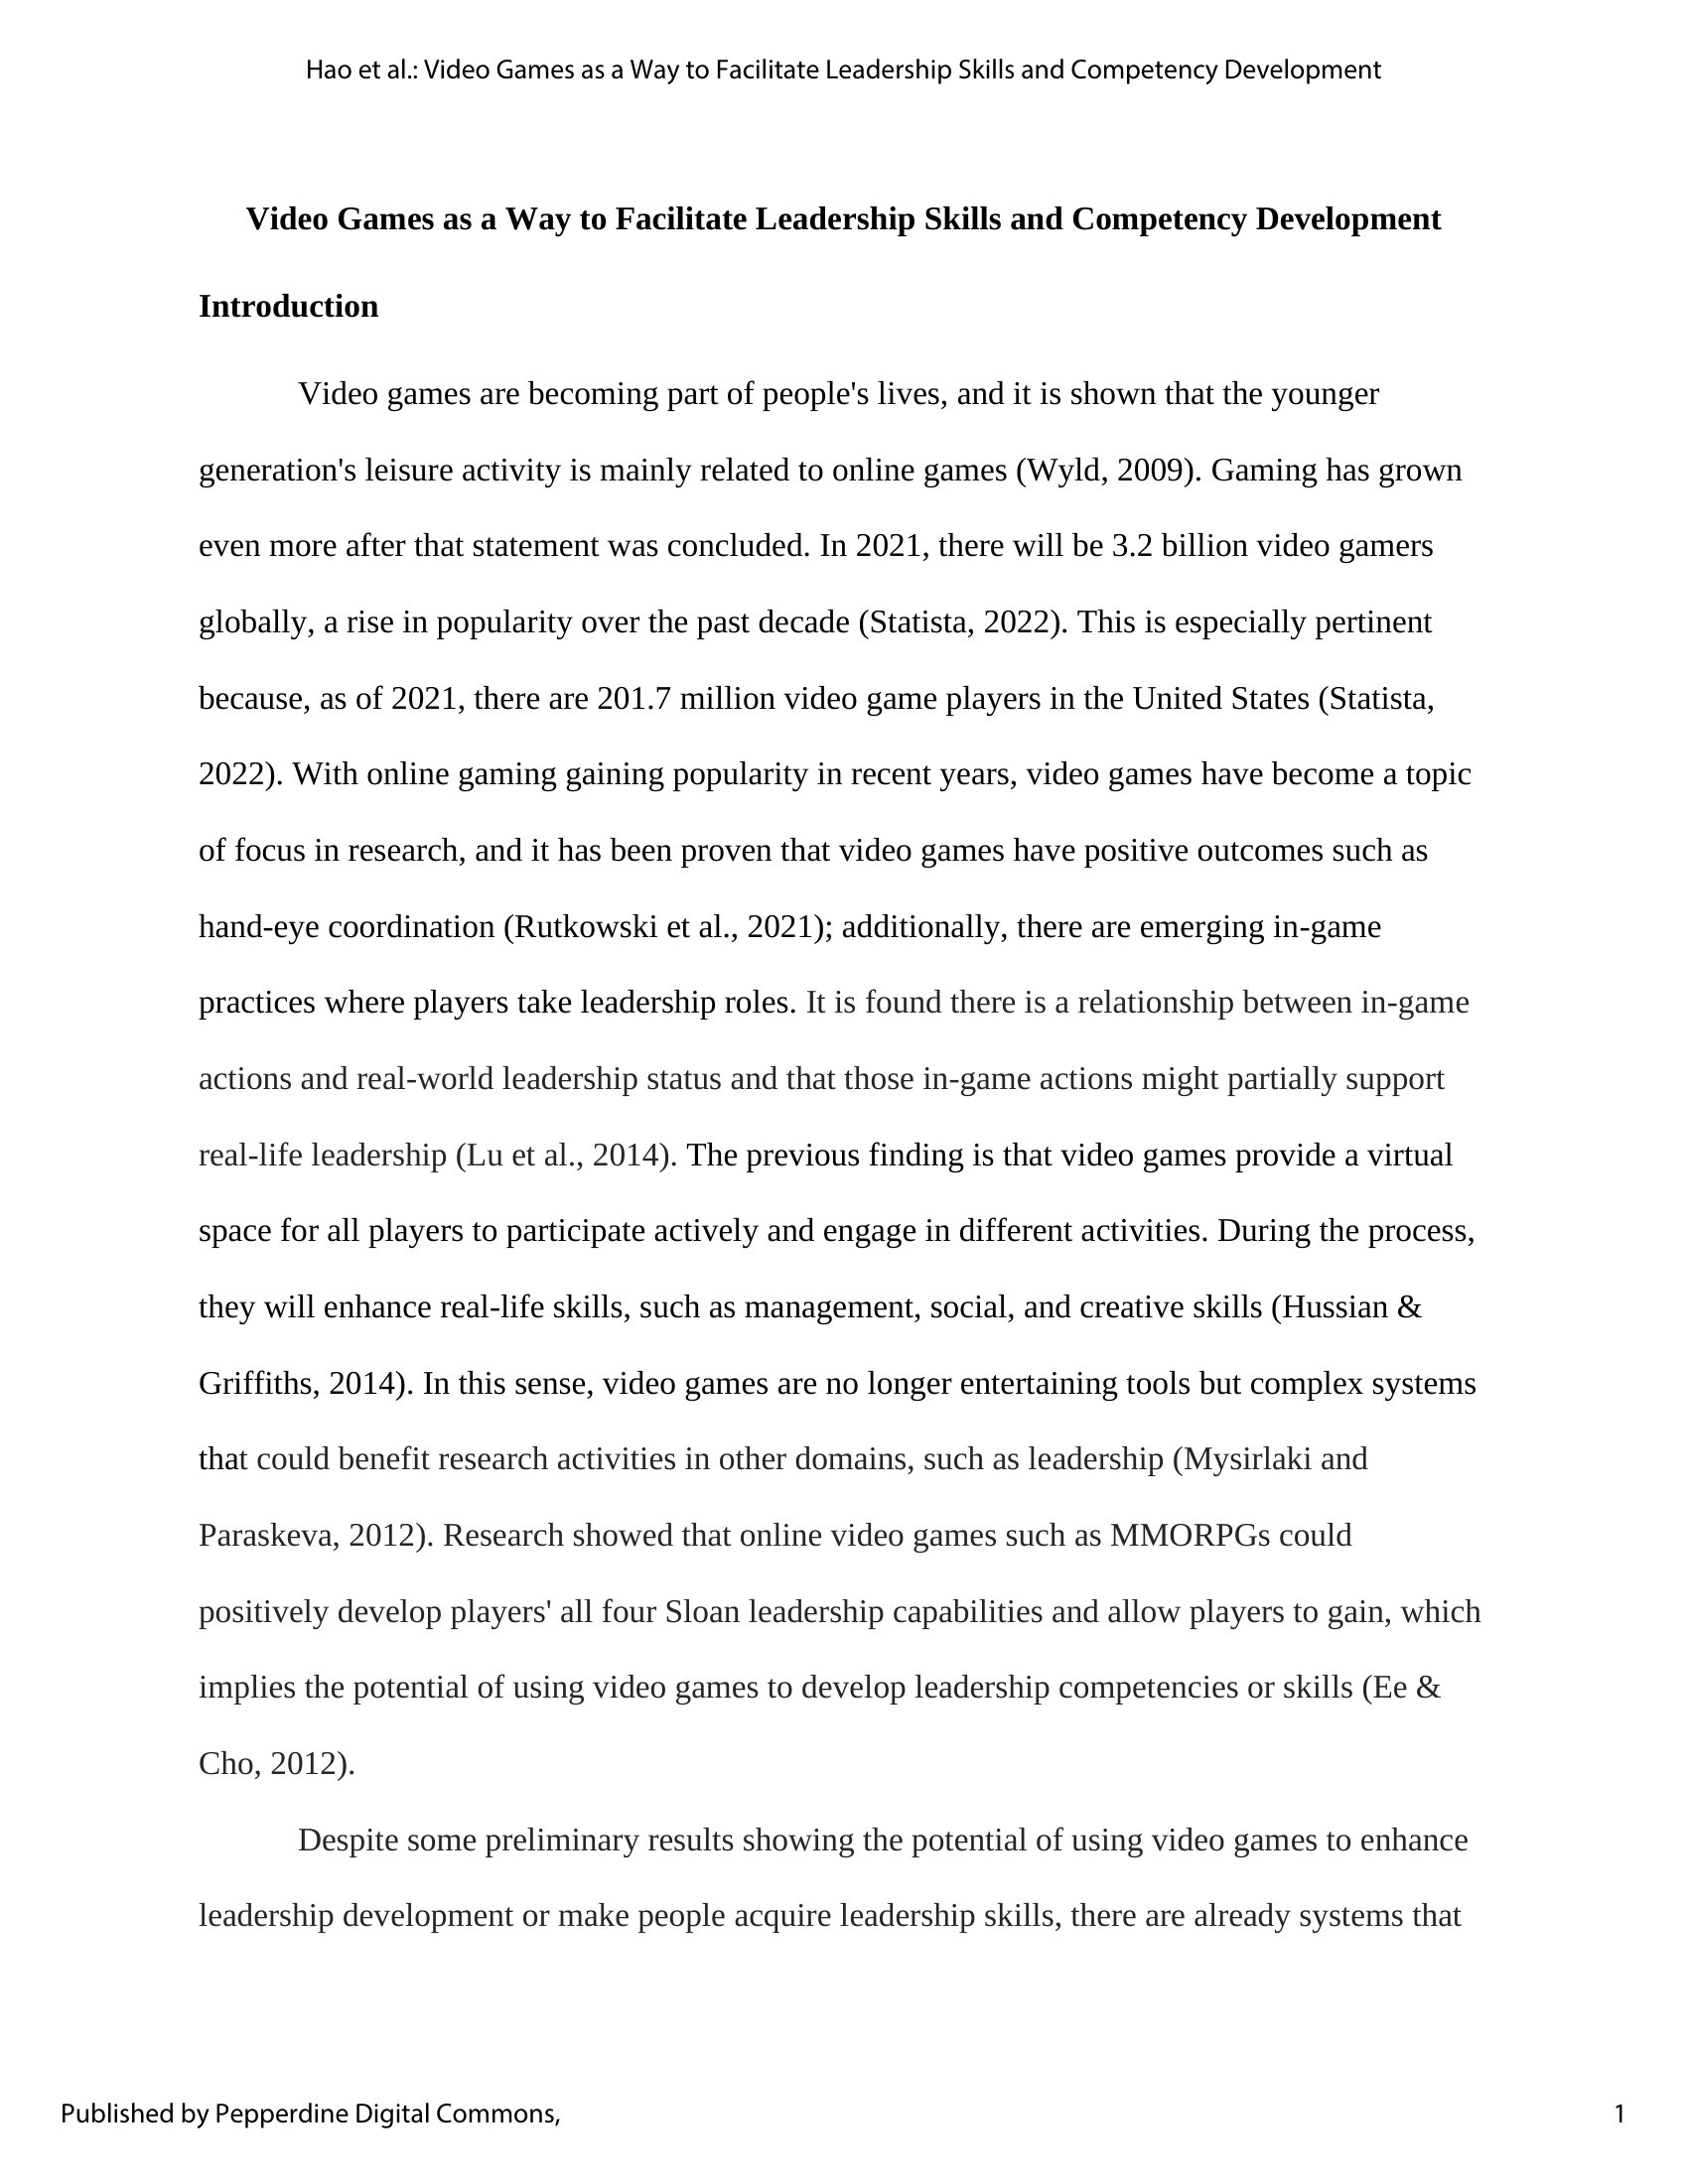 Hao et al.: Video Games as a Way to Facilitate Leadership Skills and Competency Development
Video Games as a Way to Facilitate Leadership Skills and Competency Development
Introduction
Video games are becoming part of people's lives, and it is shown that the younger
generation's leisure activity is mainly related to online games (Wyld, 2009). Gaming has grown
even more after that statement was concluded. In 2021, there will be 3.2 billion video gamers
globally, a rise in popularity over the past decade (Statista, 2022). This is especially pertinent
because, as of 2021, there are 201.7 million video game players in the United States (Statista,
2022). With online gaming gaining popularity in recent years, video games have become a topic
of focus in research, and it has been proven that video games have positive outcomes such as
hand-eye coordination (Rutkowski et al., 2021); additionally, there are emerging in-game
practices where players take leadership roles. It is found there is a relationship between in-game
actions and real-world leadership status and that those in-game actions might partially support
real-life leadership (Lu et al., 2014). The previous finding is that video games provide a virtual
space for all players to participate actively and engage in different activities. During the process,
they will enhance real-life skills, such as management, social, and creative skills (Hussian &
Griffiths, 2014). In this sense, video games are no longer entertaining tools but complex systems
that could benefit research activities in other domains, such as leadership (Mysirlaki and
Paraskeva, 2012). Research showed that online video games such as MMORPGs could
positively develop players' all four Sloan leadership capabilities and allow players to gain, which
implies the potential of using video games to develop leadership competencies or skills (Ee &
Cho, 2012).
Despite some preliminary results showing the potential of using video games to enhance
leadership development or make people acquire leadership skills, there are already systems that
Published by Pepperdine Digital Commons,
1